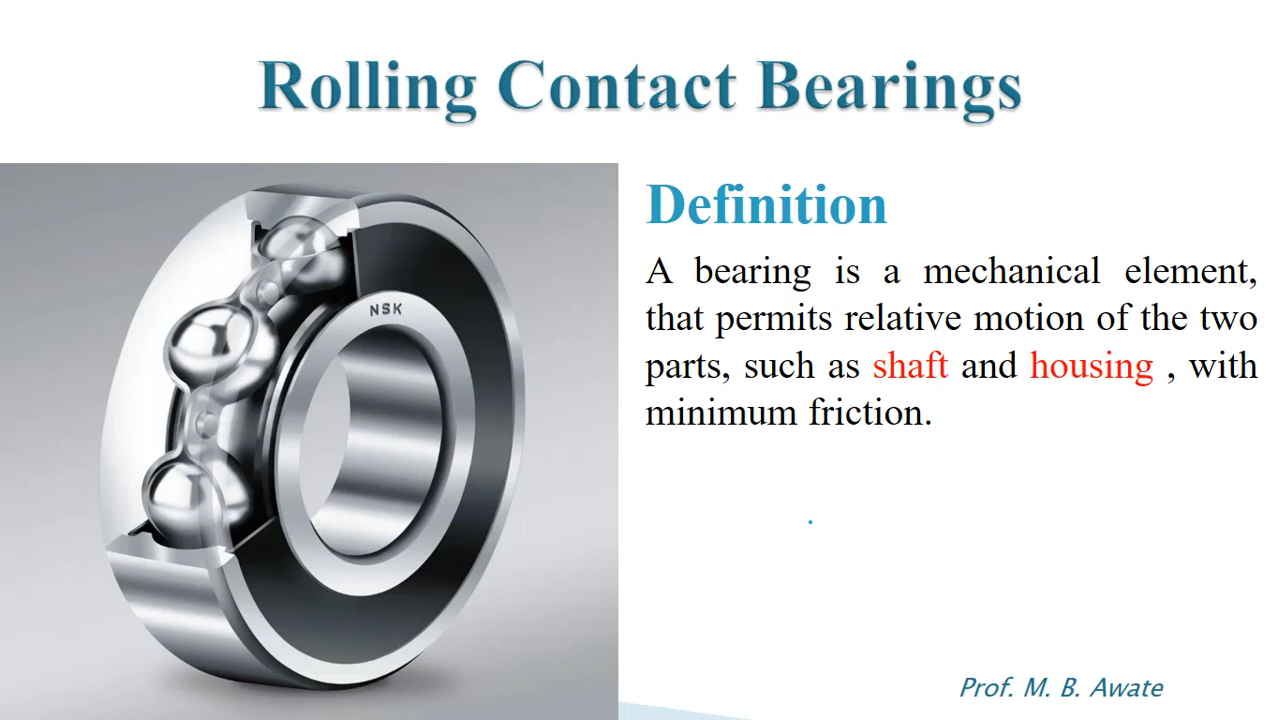 Rolling Contact Bearings
NSK
Definition
A bearing is a mechanical element,
that permits relative motion of the two
parts, such as shaft and housing , with
minimum friction.
Prof. M. B. Awate